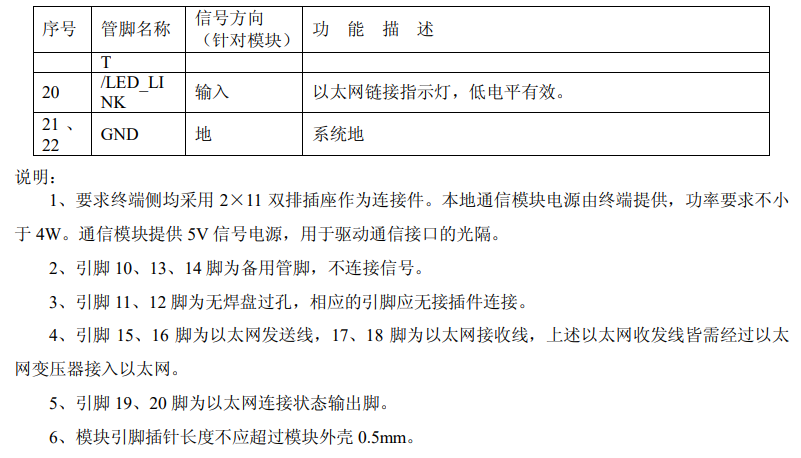 序号 管脚名称 信号方向（针对模块） 功 能 描 述
T
20 /LED_LINK 输入 以太网链接指示灯，低电平有效。
21、22 GND 地 系统地
说明：
1、要求终端侧均采用 2×11 双排插座作为连接件。本地通信模块电源由终端提供，功率要求不小
于 4W。通信模块提供 5V 信号电源，用于驱动通信接口的光隔。
2、引脚 10、13、14 脚为备用管脚，不连接信号。
3、引脚 11、12 脚为无焊盘过孔，相应的引脚应无接插件连接。
4、引脚 15、16 脚为以太网发送线，17、18 脚为以太网接收线，上述以太网收发线皆需经过以太
网变压器接入以太网。
5、引脚 19、20 脚为以太网连接状态输出脚。
6、模块引脚插针长度不应超过模块外壳 0.5mm。